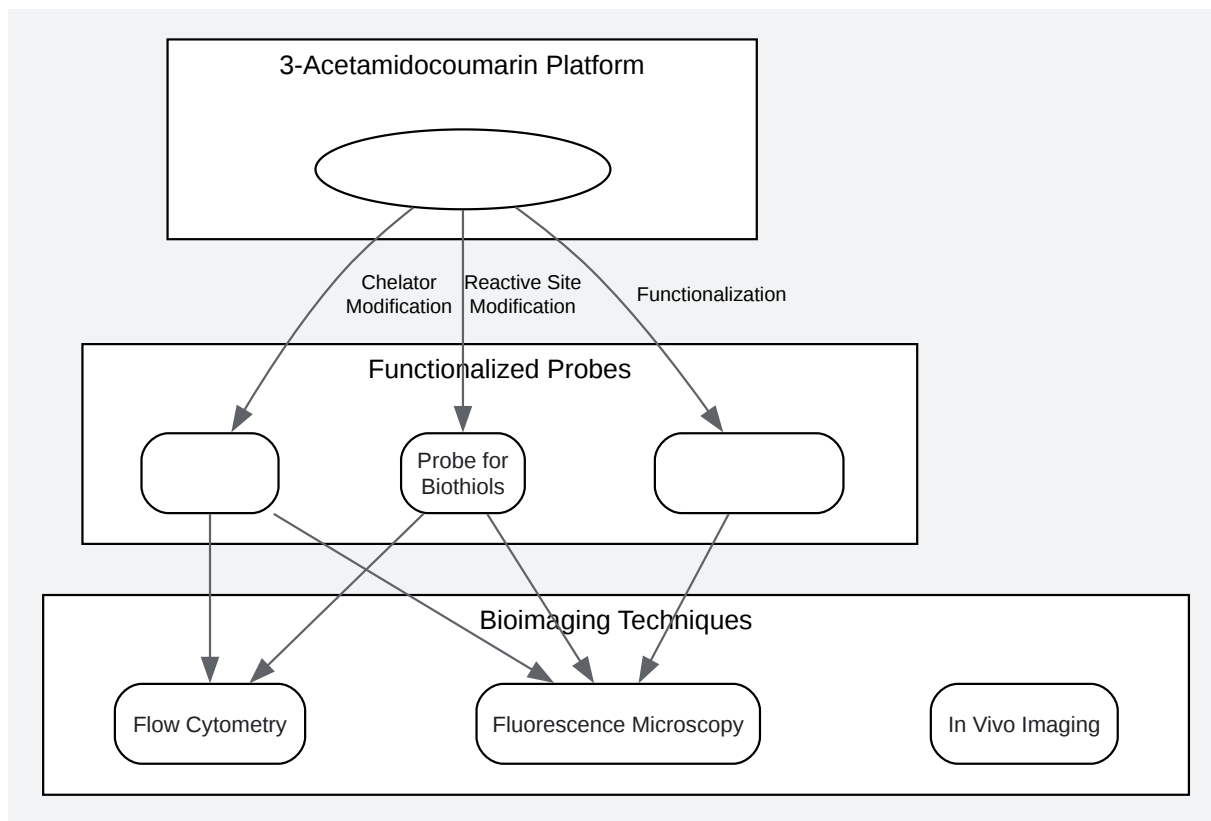 3-Acetamidocoumarin Platform
Chelator
Modification
Reactive Site
Modification
Functionalization
Functionalized Probes
Probe for
Biothiols
Bioimaging Techniques
Flow Cytometry
Fluorescence Microscopy
In Vivo Imaging